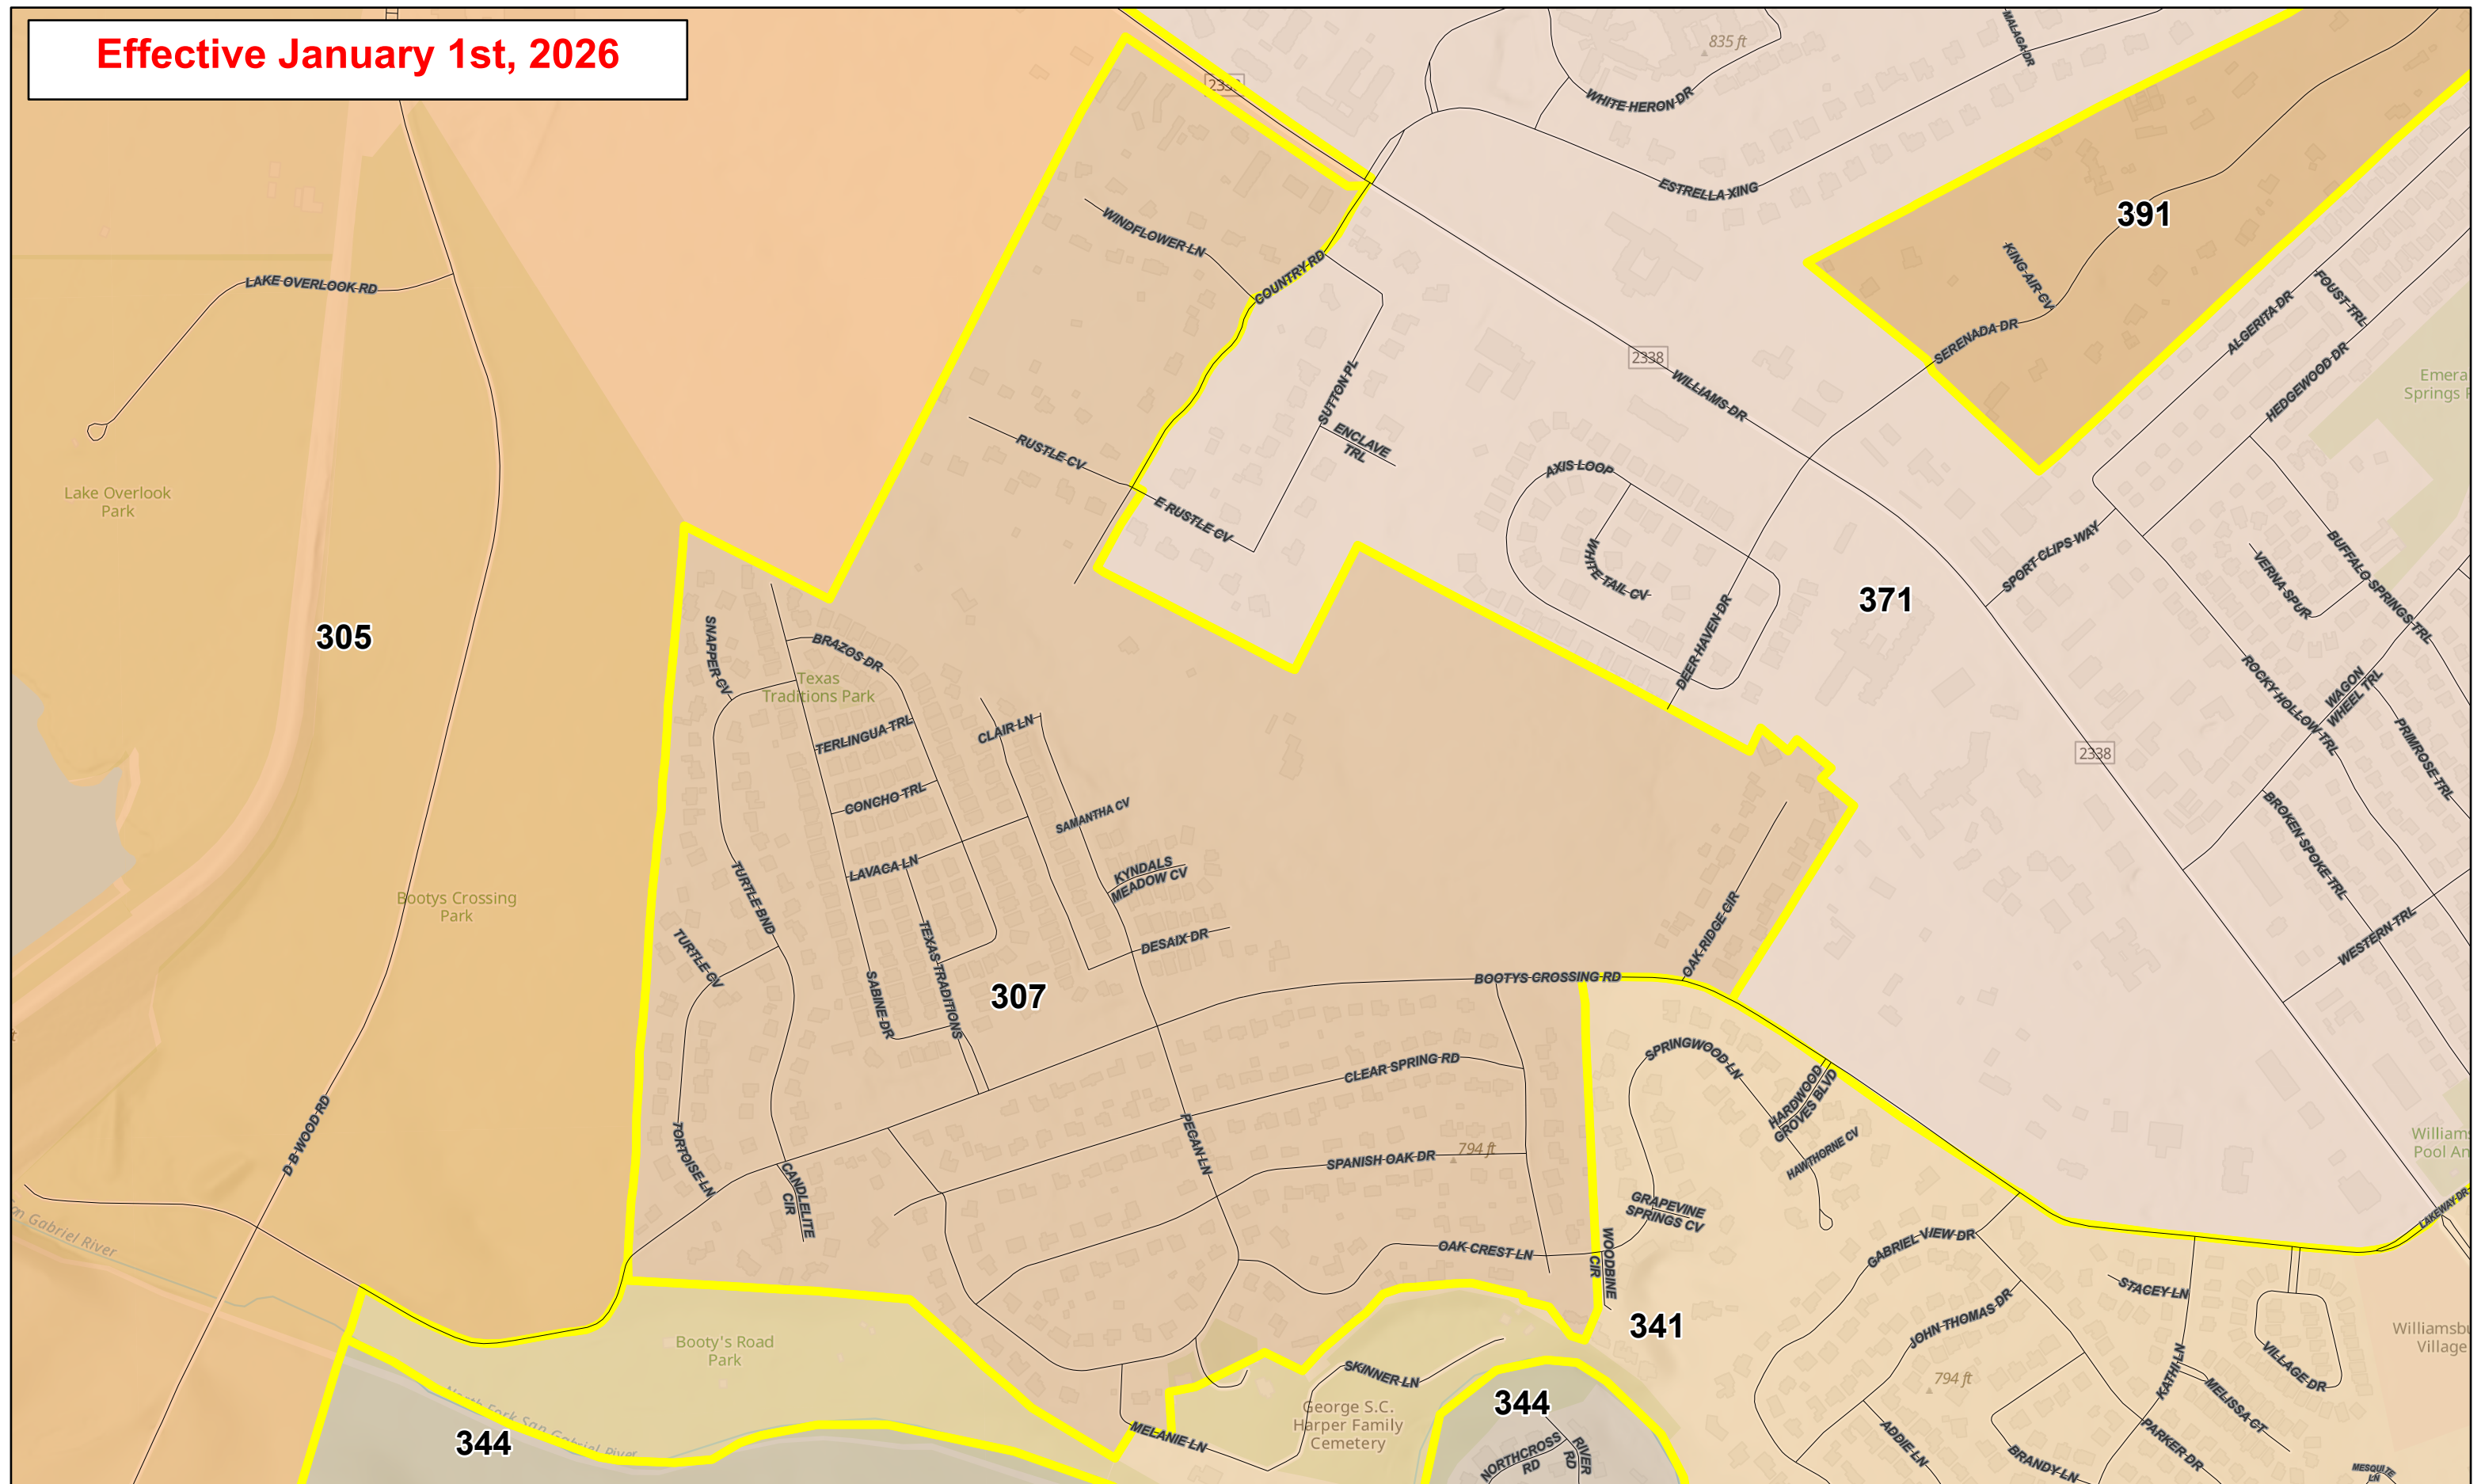 Effective January 1st, 2026
835 ft
MALAGA DR
WHITE HERON DR
ESTRELLA XING
391
WINDFLOWER LN
COUNTRY RD
LAKE OVERLOOK RD
KING AIR CV
SERENADA DR
FOUST TRL
ALGERITA DR
HEDGEWOOD DR
2338
WILLIAMS DR
SUTTON PL
ENCLAVE
TRL
RUSTLE CV
E RUSTLE CV
AXIS LOOP
WHITE TAIL CV
DEER HAVEN DR
Lake Overlook
Park
371
305
SPORT CLIPS WAY
VERNA SPUR
BUFFALO SPRINGS TRL
ROCKY HOLLOW TRL
WAGON
WHEEL TRL
PRIMROSE TRL
2338
BROKEN SPOKE TRL
WESTERN TRL
SNAPPER CV
BRAZOS DR
Texas
Traditions Park
TERLINGUA TRL
CLAIR LN
CONCHO TRL
SAMANTHA CV
LAVACA LN
KYNDALS
MEADOW CV
TURTLE BND
TURTLE CV
Bootys Crossing
Park
TEXAS TRADITIONS
SABINE DR
DESAIX DR
307
OAK RIDGE CIR
BOOTYS CROSSING RD
SPRINGWOOD LN
CLEAR SPRING RD
HARDWOOD
GROVES BLVD
HAWTHORNE CV
D B WOOD RD
TORTOISE LN
CANDLELITE
CIR
PECAN LN
SPANISH OAK DR
794 ft
GRAPEVINE
SPRINGS CV
OAK CREST LN
WOODBINE
CIR
GABRIEL VIEW DR
LAKEWAY DR
STACEY LN
JOHN THOMAS DR
341
Booty's Road
Park
VILLAGE DR
KATHI LN
MELISSA CT
794 ft
SKINNER LN
344
George S.C.
Harper Family
Cemetery
MELANIE LN
344
North Fork San Gabriel River
Gabriel River
NORTHCROSS
RD
RIVER
RD
ADDIE LN
BRANDY LN
PARKER DR
MESQUITE
LN
Village